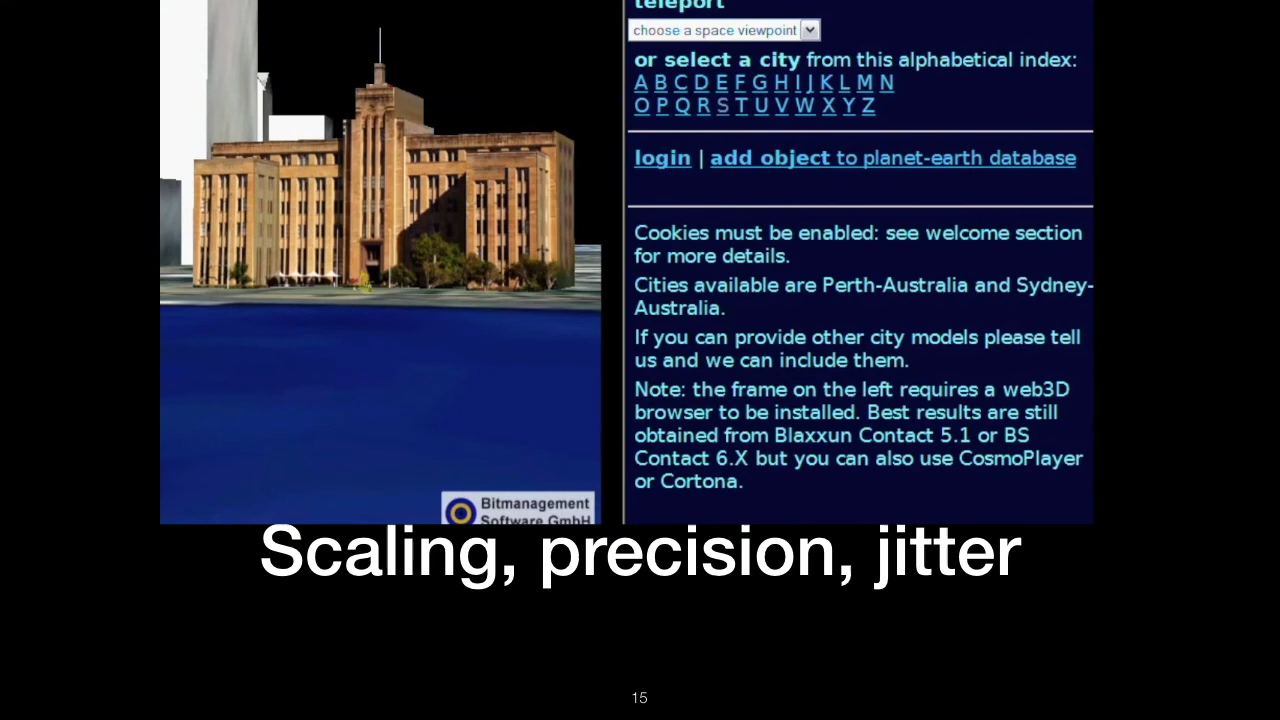 teleport
choose a space viewpoint
or select a city from this alphabetical index:
A B C D E F G H I J K L M N
O P Q R S T U V W X Y Z
login | add object to planet-earth database
Cookies must be enabled: see welcome section
for more details.
Cities available are Perth-Australia and Sydney-
Australia.
If you can provide other city models please tell
us and we can include them.
Note: the frame on the left requires a web3D
browser to be installed. Best results are still
obtained from Blaxxun Contact 5.1 or BS
Contact 6.X but you can also use CosmoPlayer
or Cortona.
Bitmanagement
Software GmbH
Scaling, precision, jitter
15